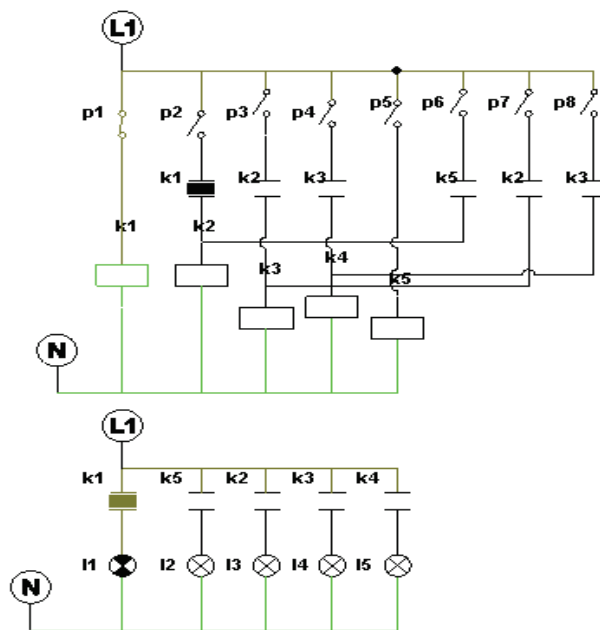 L1
p1 p2 p3 p4 p5 p6 p7 p8
k1 k2 k3 k5 k2 k3
k1 k2 k3 k4 k5
N
L1
k1 k5 k2 k3 k4
l1 l2 l3 l4 l5
N